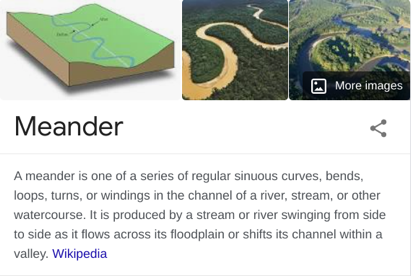 More images
Meander
A meander is one of a series of regular sinuous curves, bends,
loops, turns, or windings in the channel of a river, stream, or other
watercourse. It is produced by a stream or river swinging from side
to side as it flows across its floodplain or shifts its channel within a
valley. Wikipedia